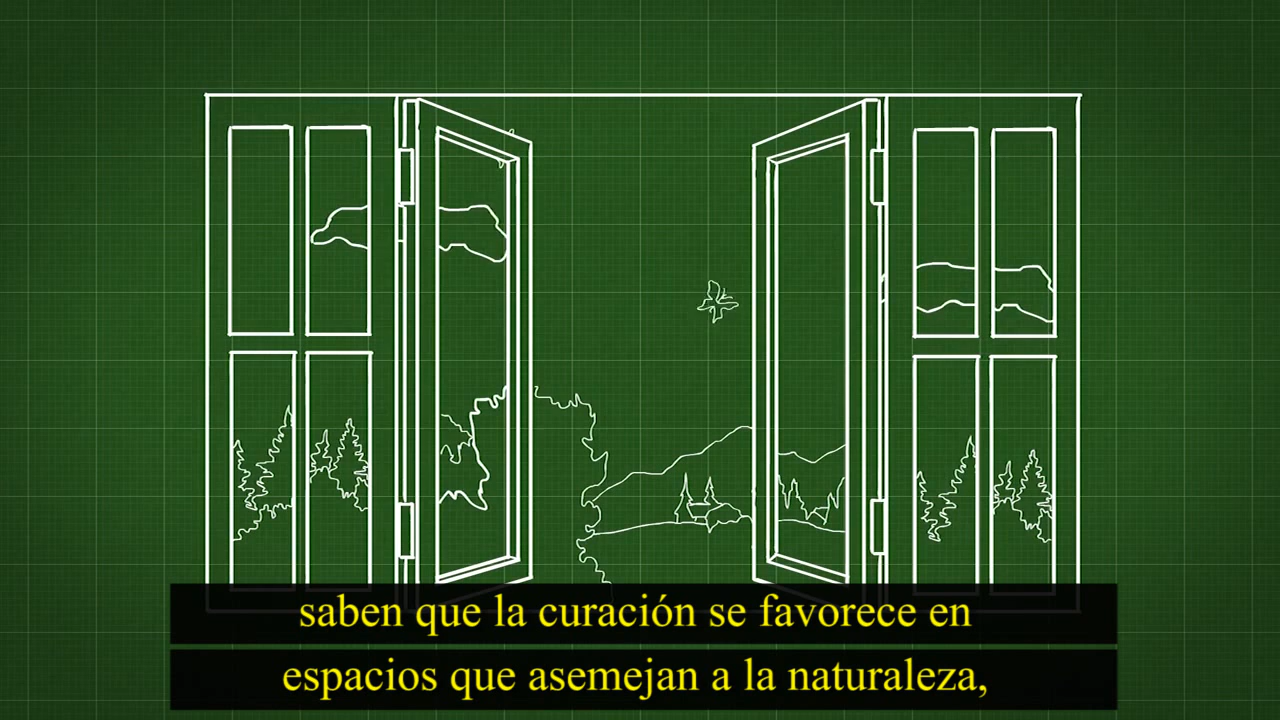 saben que la curación se favorece en
espacios que asemejan a la naturaleza,